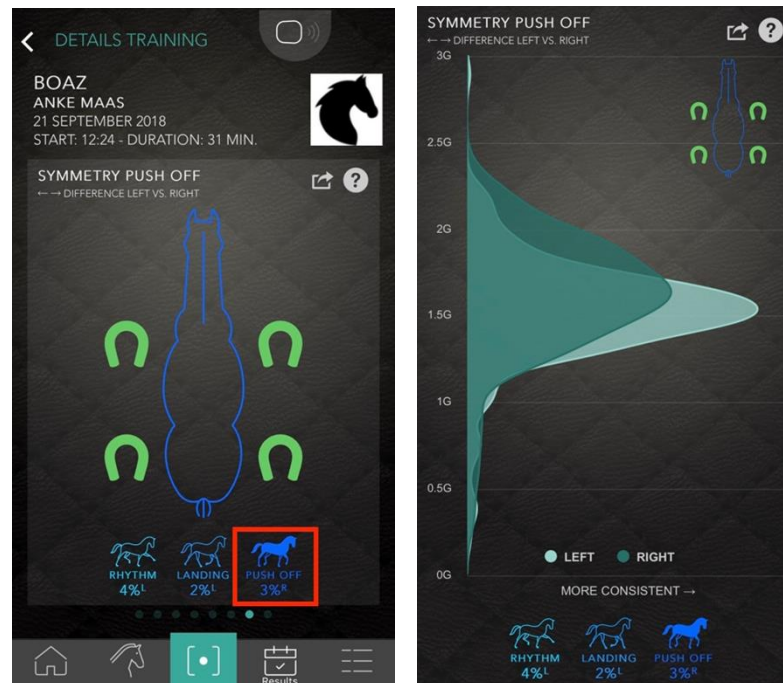 DETAILS TRAINING
BOAZ
ANKE MAAS
21 SEPTEMBER 2018
START: 12:24 - DURATION: 31 MIN.
SYMMETRY PUSH OFF
←→ DIFFERENCE LEFT VS. RIGHT
?
RHYTHM
4%L
LANDING
2%L
PUSH OFF
3%R
Results
SYMMETRY PUSH OFF
←→ DIFFERENCE LEFT VS. RIGHT
?
3G
2.5G
2G
1.5G
1G
0.5G
0G
LEFT RIGHT
MORE CONSISTENT →
RHYTHM
4%L
LANDING
2%L
PUSH OFF
3%R